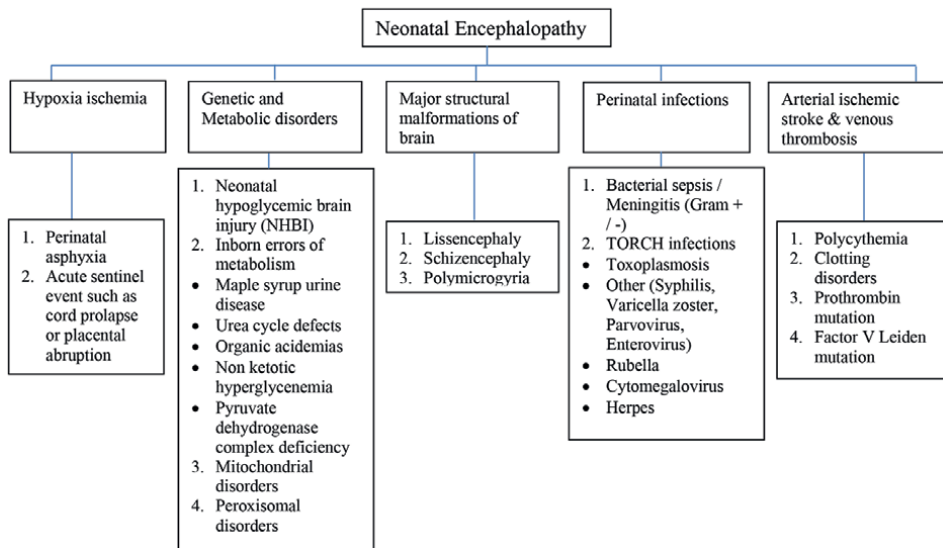 Neonatal Encephalopathy
Hypoxia ischemia
Genetic and
Metabolic disorders
Major structural
malformations of
brain
Perinatal infections
Arterial ischemic
stroke & venous
thrombosis
1. Perinatal
asphyxia
2. Acute sentinel
event such as
cord prolapse
or placental
abruption
1. Neonatal
hypoglycemic brain
injury (NHBI)
2. Inborn errors of
metabolism
• Maple syrup urine
disease
• Urea cycle defects
• Organic acidemias
• Non ketotic
hyperglycenemia
• Pyruvate
dehydrogenase
complex deficiency
3. Mitochondrial
disorders
4. Peroxisomal
disorders
1. Lissencephaly
2. Schizencephaly
3. Polymicrogyria
1. Bacterial sepsis /
Meningitis (Gram +
/ -)
2. TORCH infections
• Toxoplasmosis
• Other (Syphilis,
Varicella zoster,
Parvovirus,
Enterovirus)
• Rubella
• Cytomegalovirus
• Herpes
1. Polycythemia
2. Clotting
disorders
3. Prothrombin
mutation
4. Factor V Leiden
mutation